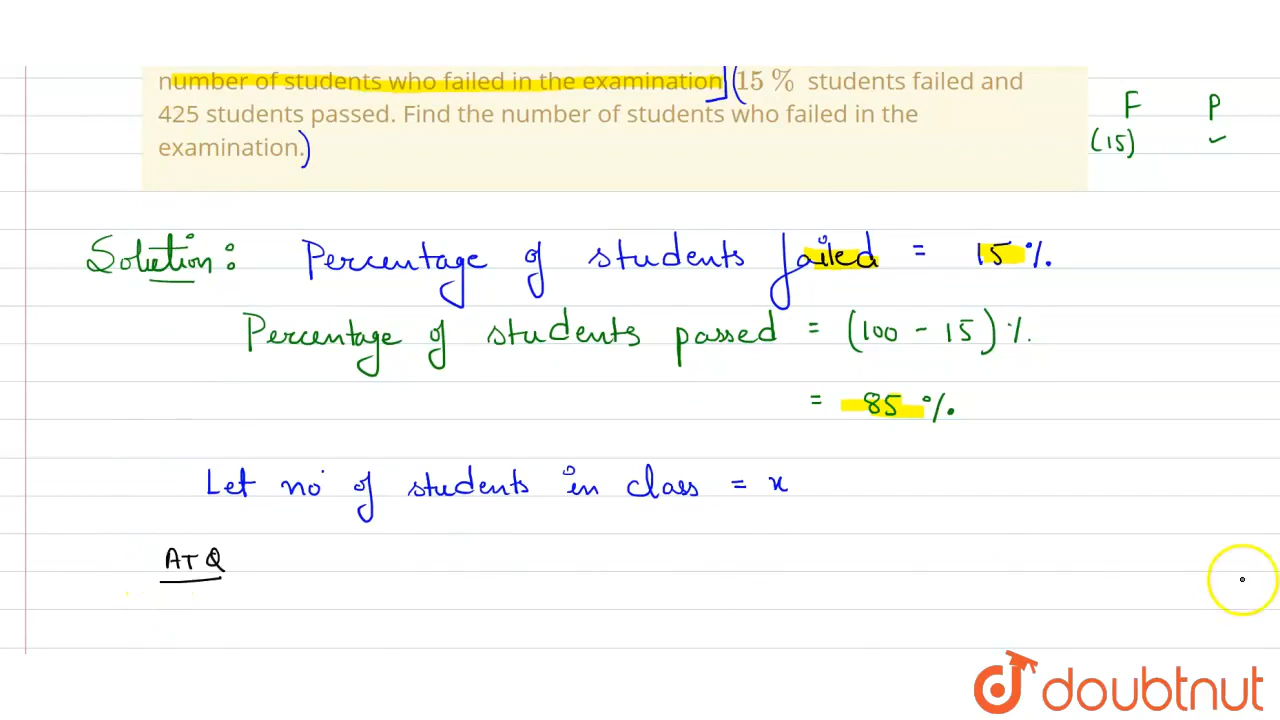 number of students who failed in the examination] (15 % students failed and
425 students passed. Find the number of students who failed in the
examination.)
F P
(15) ✓
Solution: Percentage of students failed = 15 %.
Percentage of students passed = (100 - 15) %.
= 85 %.
Let no. of students in class = x
ATQ
doubtnut